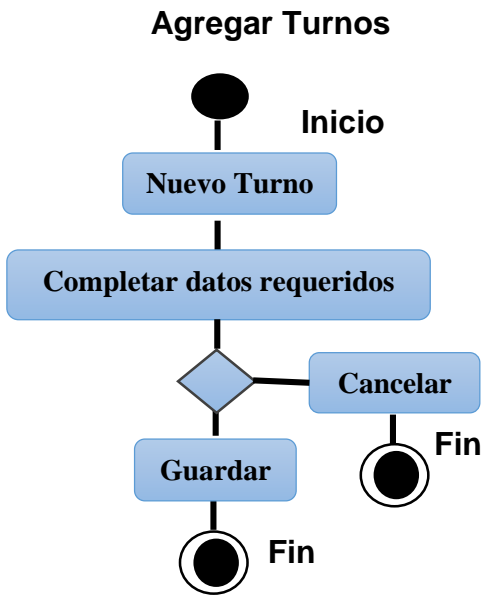 Agregar Turnos
Inicio
Nuevo Turno
Completar datos requeridos
Cancelar
Fin
Guardar
Fin